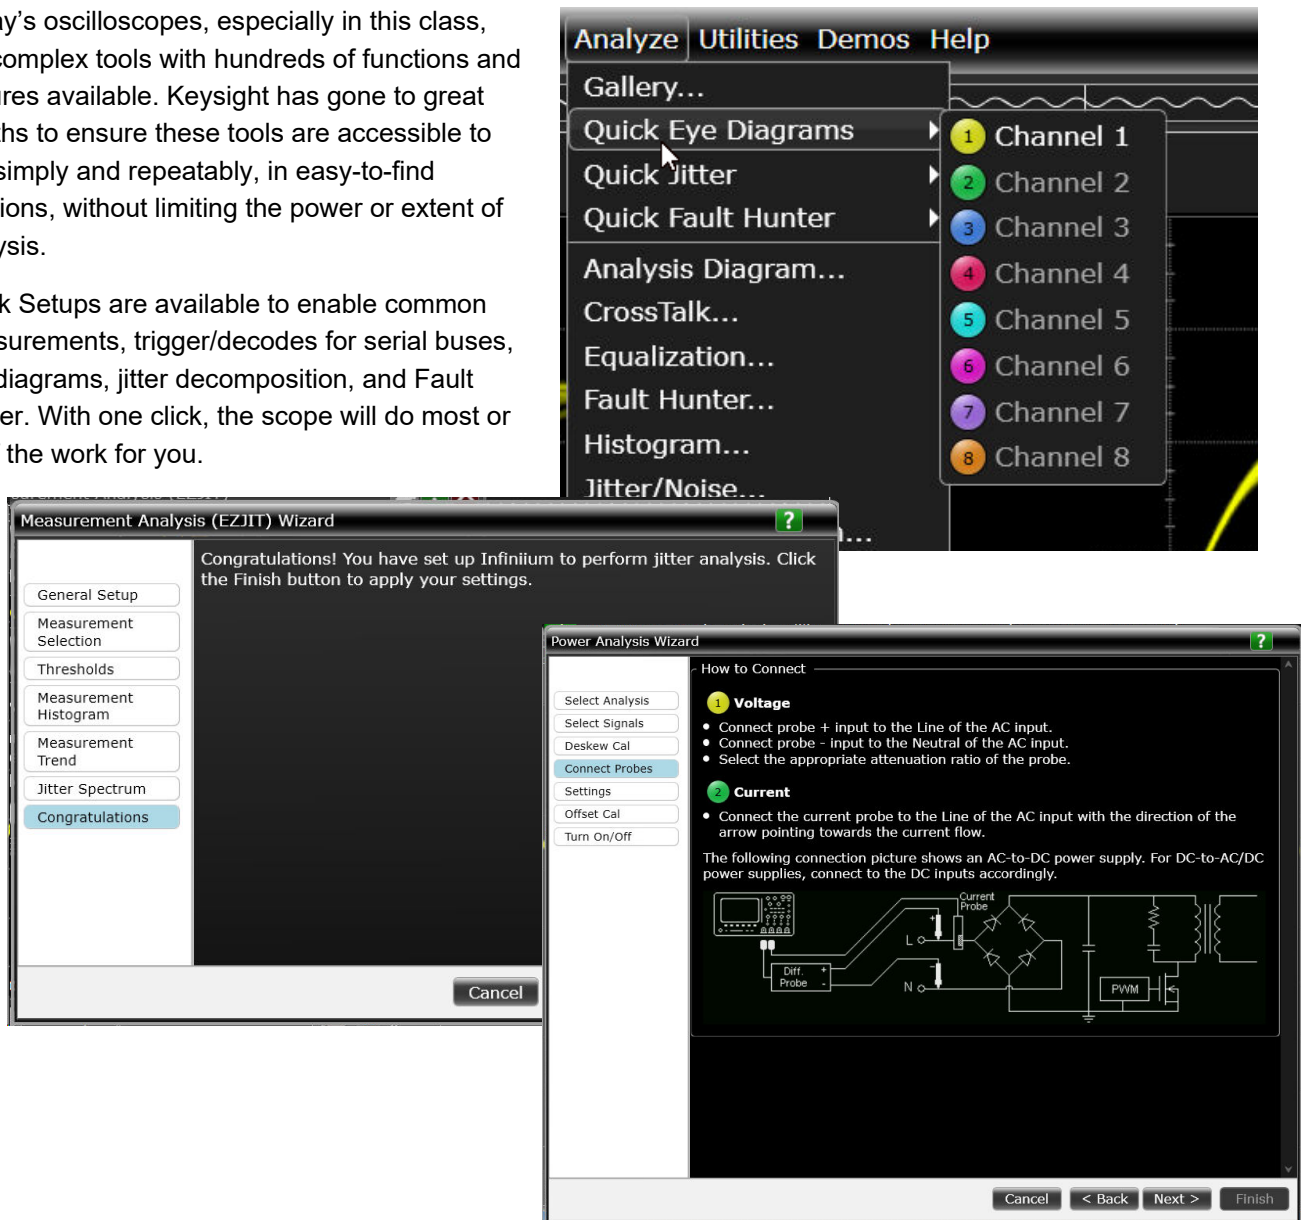 ay's oscilloscopes, especially in this class,
complex tools with hundreds of functions and
ures available. Keysight has gone to great
ths to ensure these tools are accessible to
simply and repeatably, in easy-to-find
tions, without limiting the power or extent of
ysis.
k Setups are available to enable common
surements, trigger/decodes for serial buses,
diagrams, jitter decomposition, and Fault
er. With one click, the scope will do most or
the work for you.
Analyze Utilities Demos Help
Gallery...
Quick Eye Diagrams
Quick Jitter
Quick Fault Hunter
Analysis Diagram...
CrossTalk...
Equalization...
Fault Hunter...
Histogram...
Jitter/Noise...
1 Channel 1
2 Channel 2
3 Channel 3
4 Channel 4
5 Channel 5
6 Channel 6
7 Channel 7
8 Channel 8
Measurement Analysis (EZJIT) Wizard
?
General Setup
Measurement
Selection
Thresholds
Measurement
Histogram
Measurement
Trend
Jitter Spectrum
Congratulations
Congratulations! You have set up Infiniium to perform jitter analysis. Click
the Finish button to apply your settings.
Cancel
Power Analysis Wizard
?
Select Analysis
Select Signals
Deskew Cal
Connect Probes
Settings
Offset Cal
Turn On/Off
How to Connect
1 Voltage
• Connect probe + input to the Line of the AC input.
• Connect probe - input to the Neutral of the AC input.
• Select the appropriate attenuation ratio of the probe.
2 Current
• Connect the current probe to the Line of the AC input with the direction of the
arrow pointing towards the current flow.
The following connection picture shows an AC-to-DC power supply. For DC-to-AC/DC
power supplies, connect to the DC inputs accordingly.
Current
Probe
+
L
Diff. +
Probe -
-
N
PWM
Cancel < Back Next > Finish